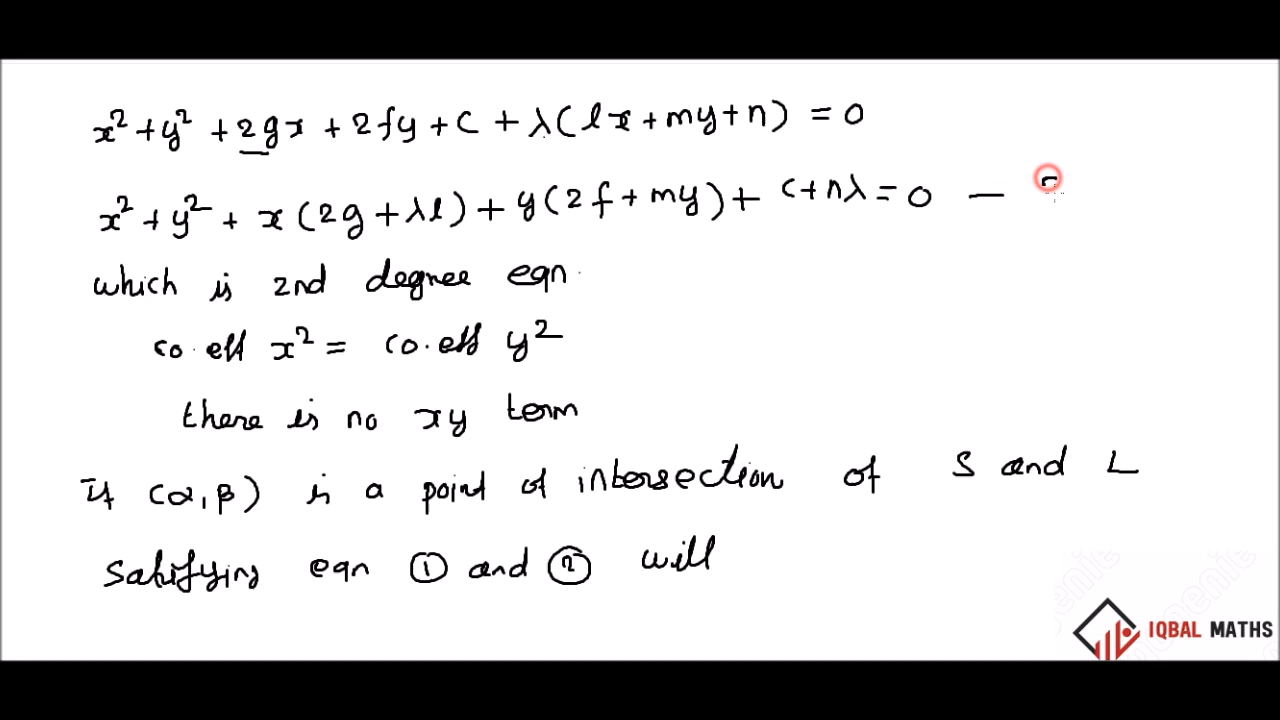 x² + y² + 2gx + 2fy + c + λ(lx + my + n) = 0
x² + y² + x(2g + λl) + y(2f + my) + c + nλ = 0 —
which is 2nd degree eqn
co.eff x² = co.eff y²
there is no xy term
If (α, β) is a point of intersection of S and L
satifying eqn ① and ② will
IQBAL MATHS